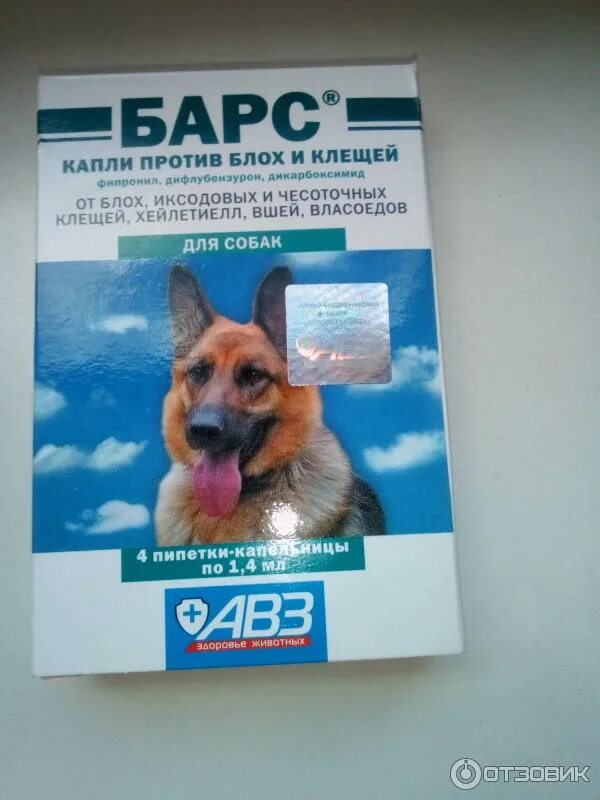 БАРС®
КАПЛИ ПРОТИВ БЛОХ И КЛЕЩЕЙ
фипронил, дифлубензурон, дикарбоксимид
ОТ БЛОХ, ИКСОДОВЫХ И ЧЕСОТОЧНЫХ
КЛЕЩЕЙ, ХЕЙЛЕТИЕЛЛ, ВШЕЙ, ВЛАСОЕДОВ
ДЛЯ СОБАК
4 пипетки-капельницы
по 1,4 мл
АВЗ
здоровье животных
ОТЗОВИК